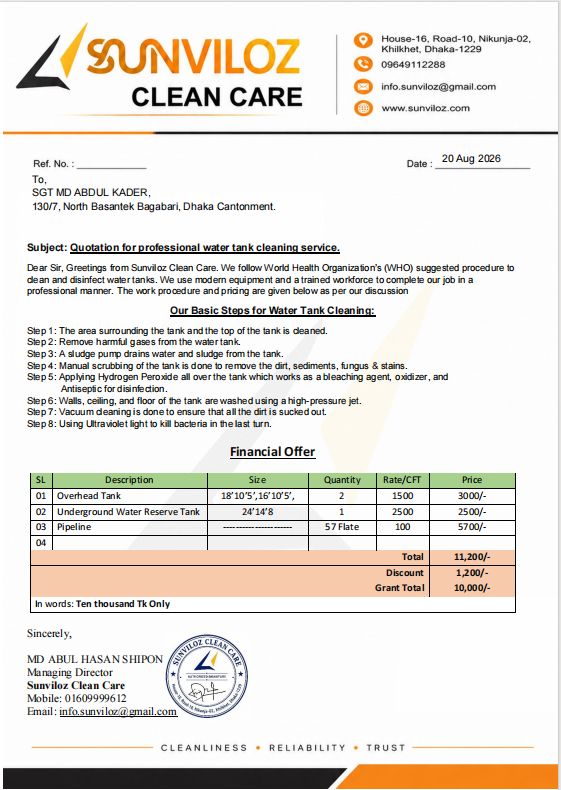 SUNVILOZ
CLEAN CARE
House-16, Road-10, Nikunja-02,
Khilkhet, Dhaka-1229
09649112288
info.sunviloz@gmail.com
www.sunviloz.com
Ref. No. : ______________
Date : 20 Aug 2026
To,
SGT MD ABDUL KADER,
130/7, North Basantek Bagabari, Dhaka Cantonment.
Subject: Quotation for professional water tank cleaning service.
Dear Sir, Greetings from Sunviloz Clean Care. We follow World Health Organization's (WHO) suggested procedure to
clean and disinfect water tanks. We use modern equipment and a trained workforce to complete our job in a
professional manner. The work procedure and pricing are given below as per our discussion
Our Basic Steps for Water Tank Cleaning:
Step 1: The area surrounding the tank and the top of the tank is cleaned.
Step 2: Remove harmful gases from the water tank.
Step 3: A sludge pump drains water and sludge from the tank.
Step 4: Manual scrubbing of the tank is done to remove the dirt, sediments, fungus & stains.
Step 5: Applying Hydrogen Peroxide all over the tank which works as a bleaching agent, oxidizer, and
Antiseptic for disinfection.
Step 6: Walls, ceiling, and floor of the tank are washed using a high-pressure jet.
Step 7: Vacuum cleaning is done to ensure that all the dirt is sucked out.
Step 8: Using Ultraviolet light to kill bacteria in the last turn.
Financial Offer
SL Description Size Quantity Rate/CFT Price
01 Overhead Tank 18'10'5',16'10'5', 2 1500 3000/-
02 Underground Water Reserve Tank 24'14'8 1 2500 2500/-
03 Pipeline --------------------- 57 Flate 100 5700/-
04
Total 11,200/-
Discount 1,200/-
Grant Total 10,000/-
In words: Ten thousand Tk Only
Sincerely,
MD ABUL HASAN SHIPON
Managing Director
Sunviloz Clean Care
Mobile: 01609999612
Email: info.sunviloz@gmail.com
SUNVILOZ CLEAN CARE
AUTHORIZED SIGNATURE
House-16, Road-10, Nikunja-02, Khilkhet, Dhaka-1229
CLEANLINESS • RELIABILITY • TRUST